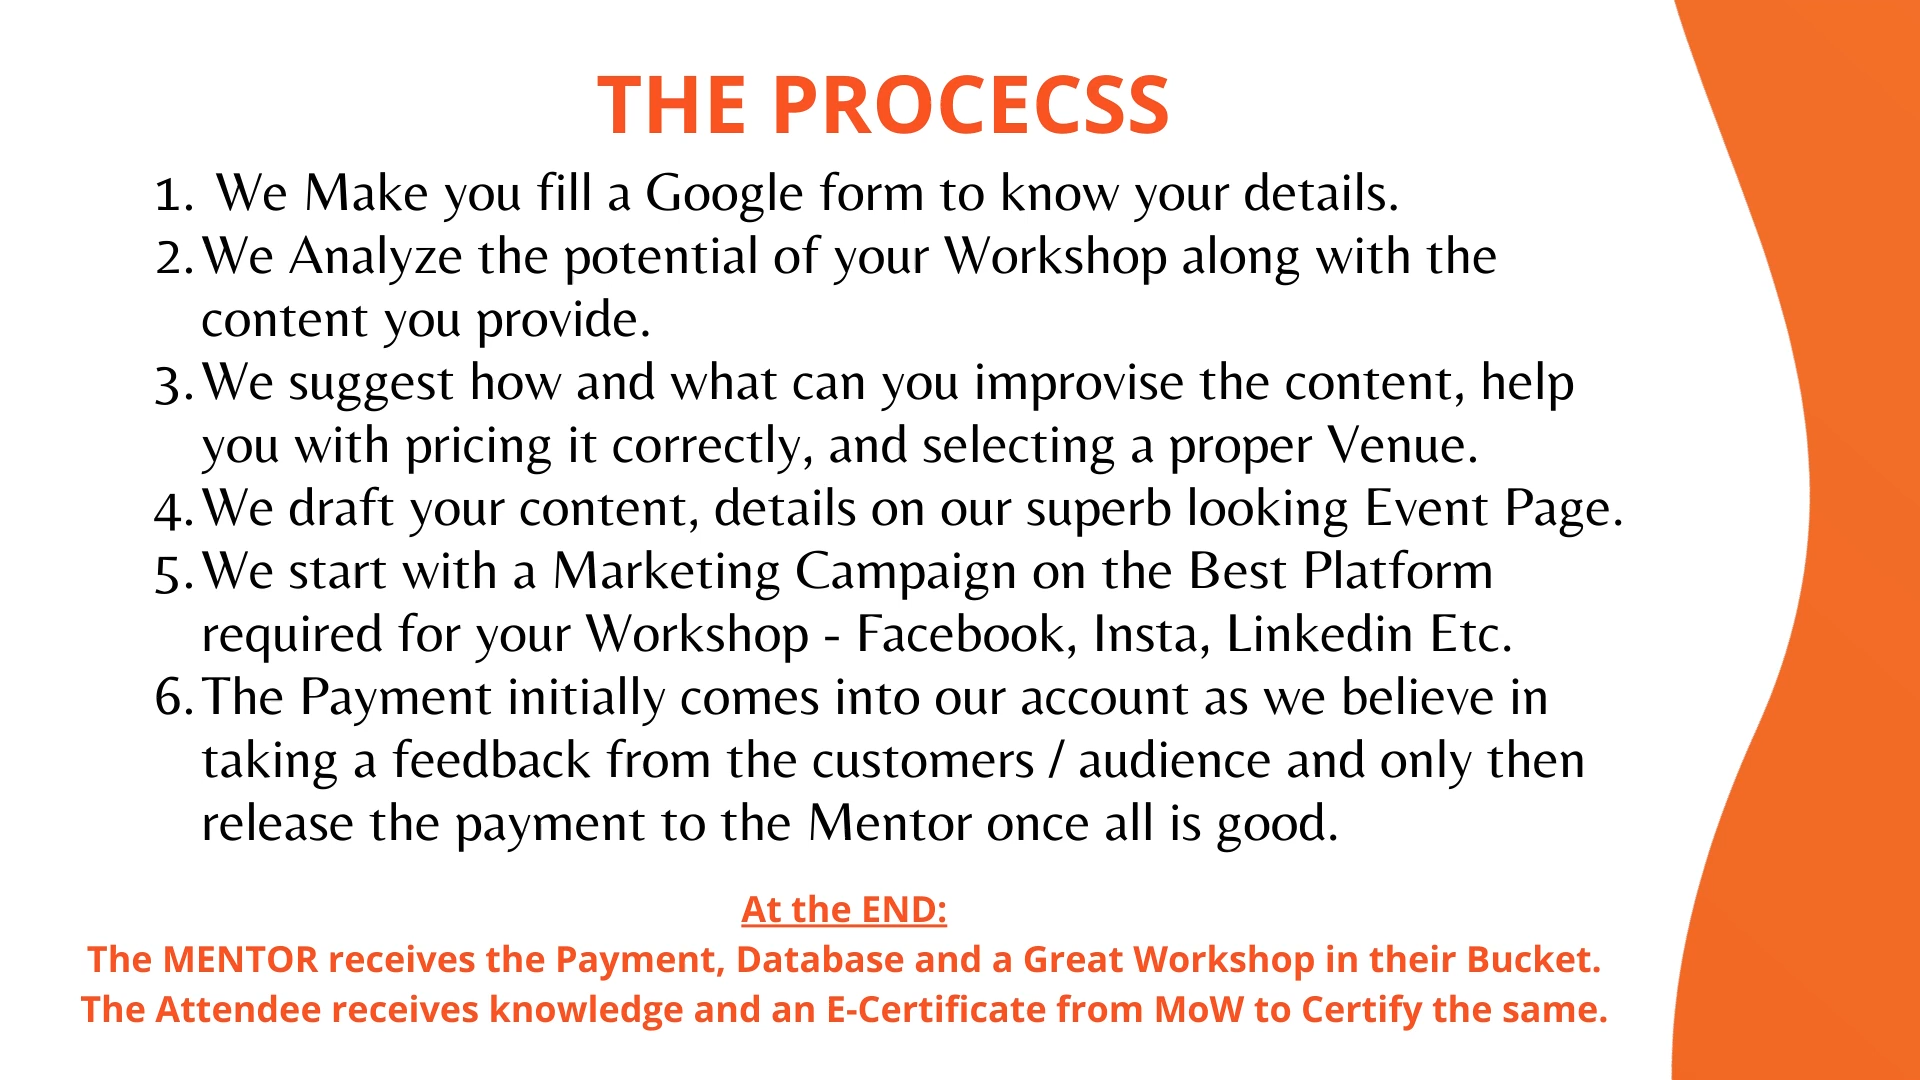 THE PROCECSS
1. We Make you fill a Google form to know your details.
2. We Analyze the potential of your Workshop along with the
content you provide.
3. We suggest how and what can you improvise the content, help
you with pricing it correctly, and selecting a proper Venue.
4. We draft your content, details on our superb looking Event Page.
5. We start with a Marketing Campaign on the Best Platform
required for your Workshop - Facebook, Insta, Linkedin Etc.
6. The Payment initially comes into our account as we believe in
taking a feedback from the customers / audience and only then
release the payment to the Mentor once all is good.
At the END:
The MENTOR receives the Payment, Database and a Great Workshop in their Bucket.
The Attendee receives knowledge and an E-Certificate from MoW to Certify the same.